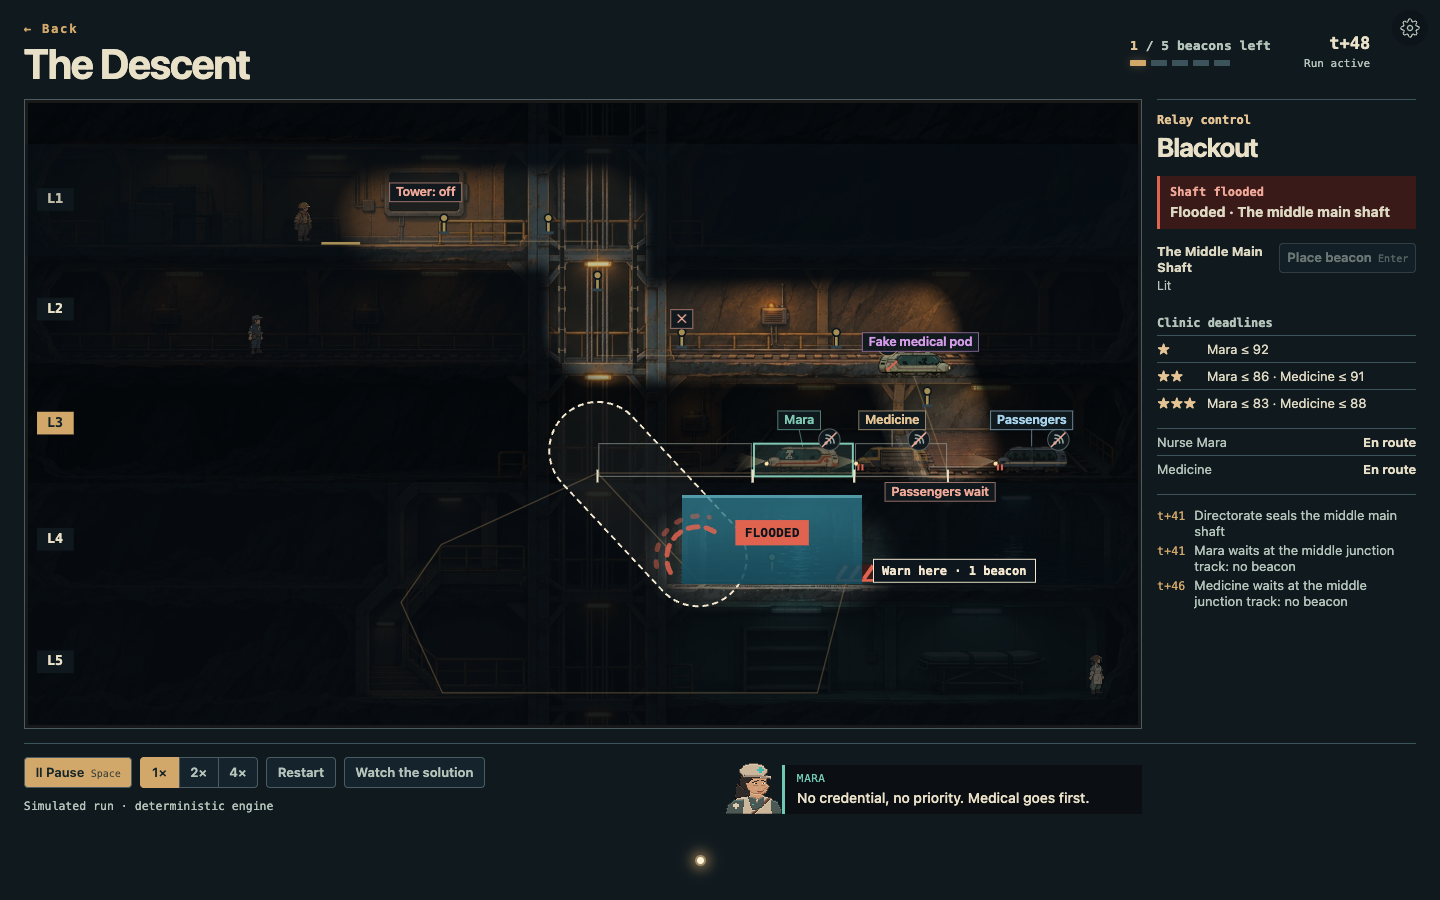 ← Back
The Descent
1 / 5 beacons left
t+48
Run active
L1
L2
L3
L4
L5
Tower: off
Fake medical pod
Mara
Medicine
Passengers
Passengers wait
FLOODED
Warn here · 1 beacon
Relay control
Blackout
Shaft flooded
Flooded · The middle main shaft
The Middle Main
Shaft
Lit
Place beacon Enter
Clinic deadlines
Mara ≤ 92
Mara ≤ 86 · Medicine ≤ 91
Mara ≤ 83 · Medicine ≤ 88
Nurse Mara En route
Medicine En route
t+41 Directorate seals the middle main
shaft
t+41 Mara waits at the middle junction
track: no beacon
t+46 Medicine waits at the middle
junction track: no beacon
Pause Space
1×
2×
4×
Restart
Watch the solution
Simulated run · deterministic engine
MARA
No credential, no priority. Medical goes first.